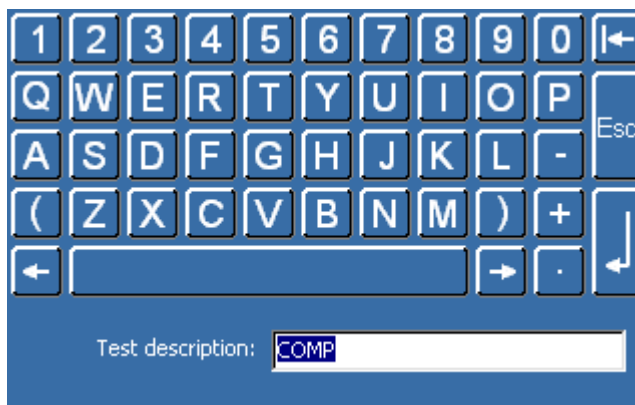 1 2 3 4 5 6 7 8 9 0
Q W E R T Y U I O P
Esc
A S D F G H J K L -
( Z X C V B N M ) +
.
Test description: COMP